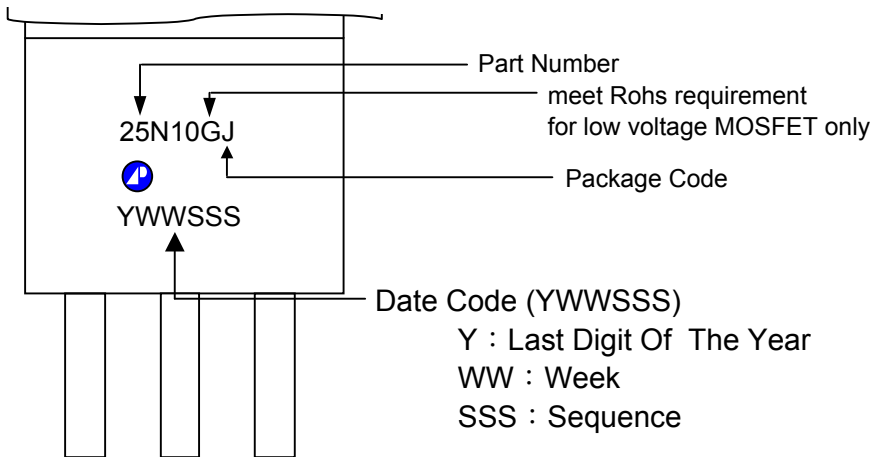 Part Number
meet Rohs requirement
for low voltage MOSFET only
25N10GJ
Package Code
YWWSSS
Date Code (YWWSSS)
Y：Last Digit Of The Year
WW：Week
SSS：Sequence